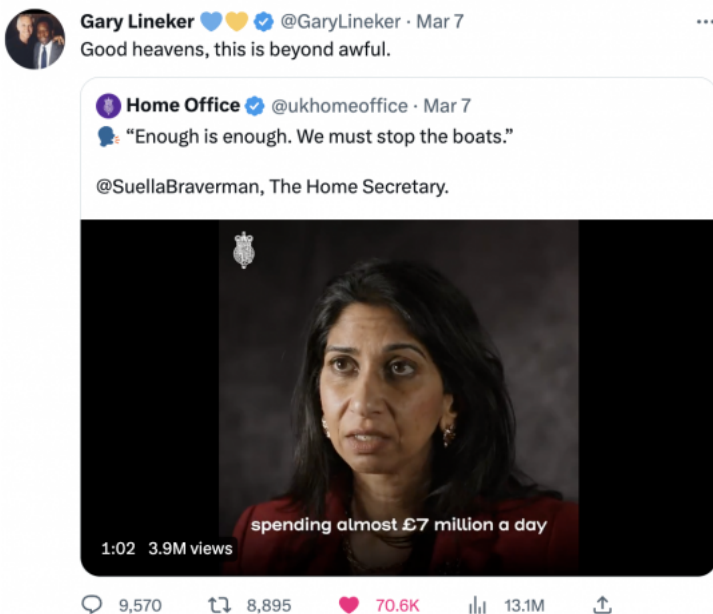 Gary Lineker @GaryLineker · Mar 7
Good heavens, this is beyond awful.
Home Office @ukhomeoffice · Mar 7
“Enough is enough. We must stop the boats.”
@SuellaBraverman, The Home Secretary.
spending almost £7 million a day
1:02 3.9M views
9,570 8,895 70.6K 13.1M